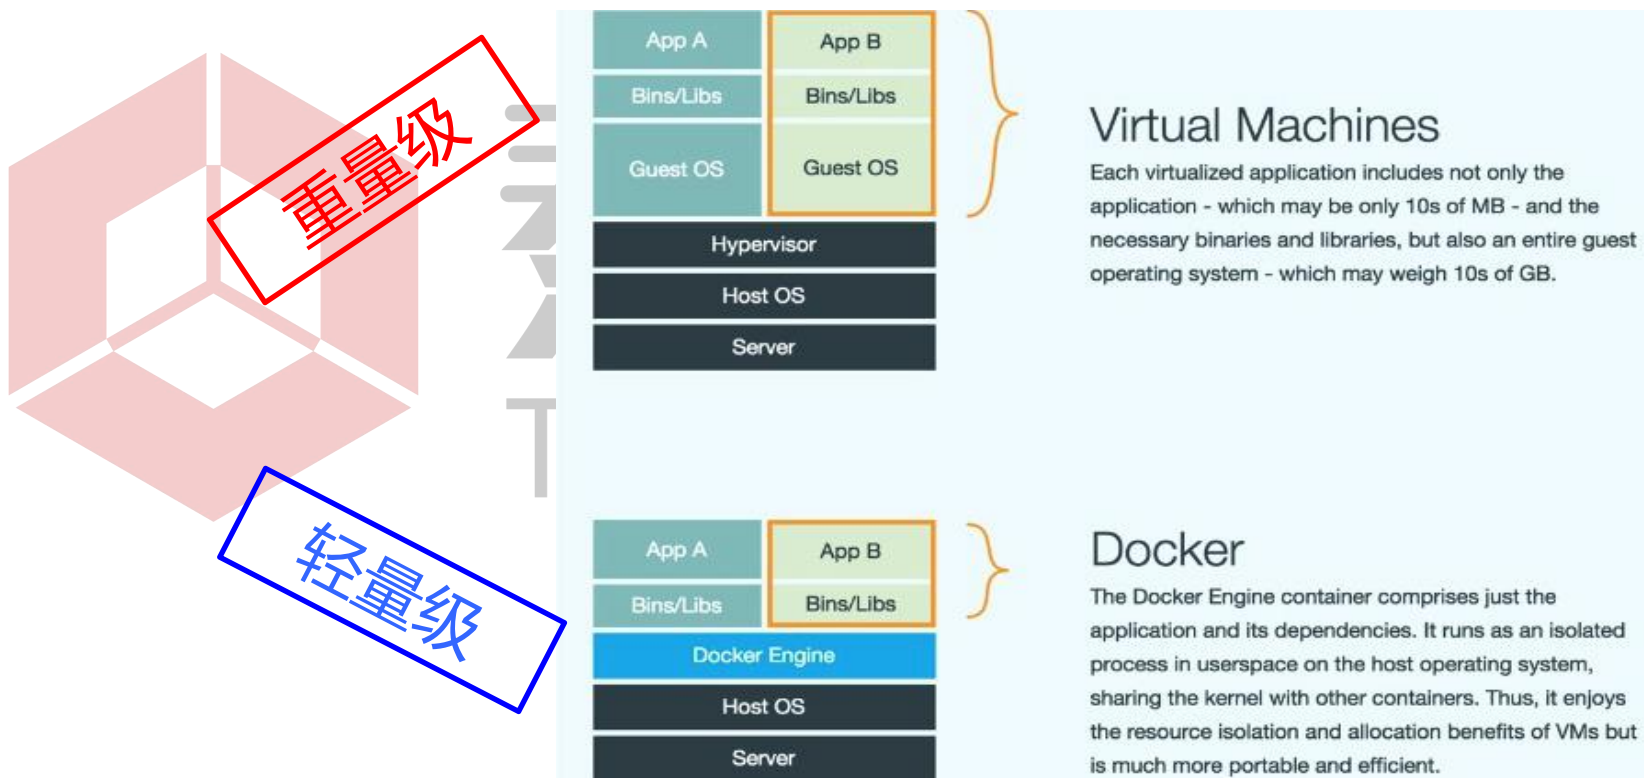 重量级
App A
App B
Bins/Libs
Bins/Libs
Guest OS
Guest OS
Hypervisor
Host OS
Server
Virtual Machines
Each virtualized application includes not only the
application - which may be only 10s of MB - and the
necessary binaries and libraries, but also an entire guest
operating system - which may weigh 10s of GB.
轻量级
App A
App B
Bins/Libs
Bins/Libs
Docker Engine
Host OS
Server
Docker
The Docker Engine container comprises just the
application and its dependencies. It runs as an isolated
process in userspace on the host operating system,
sharing the kernel with other containers. Thus, it enjoys
the resource isolation and allocation benefits of VMs but
is much more portable and efficient.